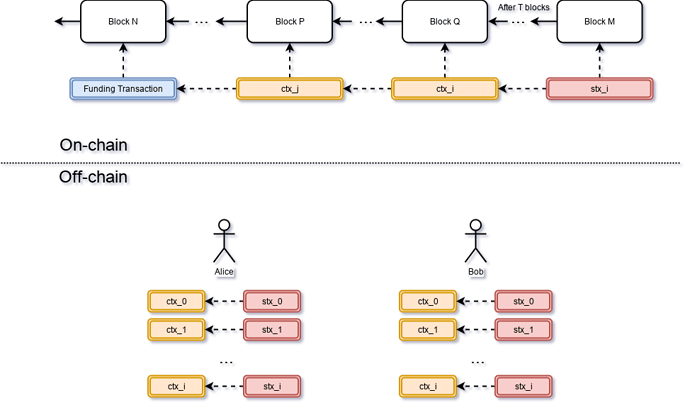 Block N
...
Block P
...
Block Q
After T blocks
...
Block M
Funding Transaction
ctx_j
ctx_i
stx_i
On-chain
Off-chain
Alice
Bob
ctx_0 stx_0 ctx_0 stx_0
ctx_1 stx_1 ctx_1 stx_1
... ...
ctx_i stx_i ctx_i stx_i